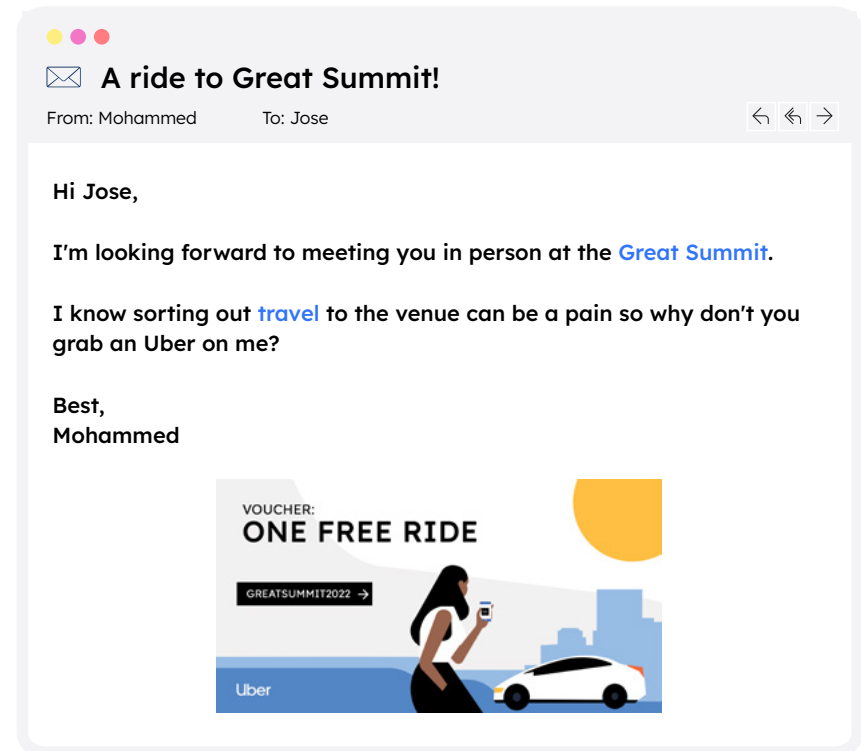 A ride to Great Summit!
From: Mohammed To: Jose
Hi Jose,
I'm looking forward to meeting you in person at the Great Summit.
I know sorting out travel to the venue can be a pain so why don't you
grab an Uber on me?
Best,
Mohammed
VOUCHER:
ONE FREE RIDE
GREATSUMMIT2022 →
Uber